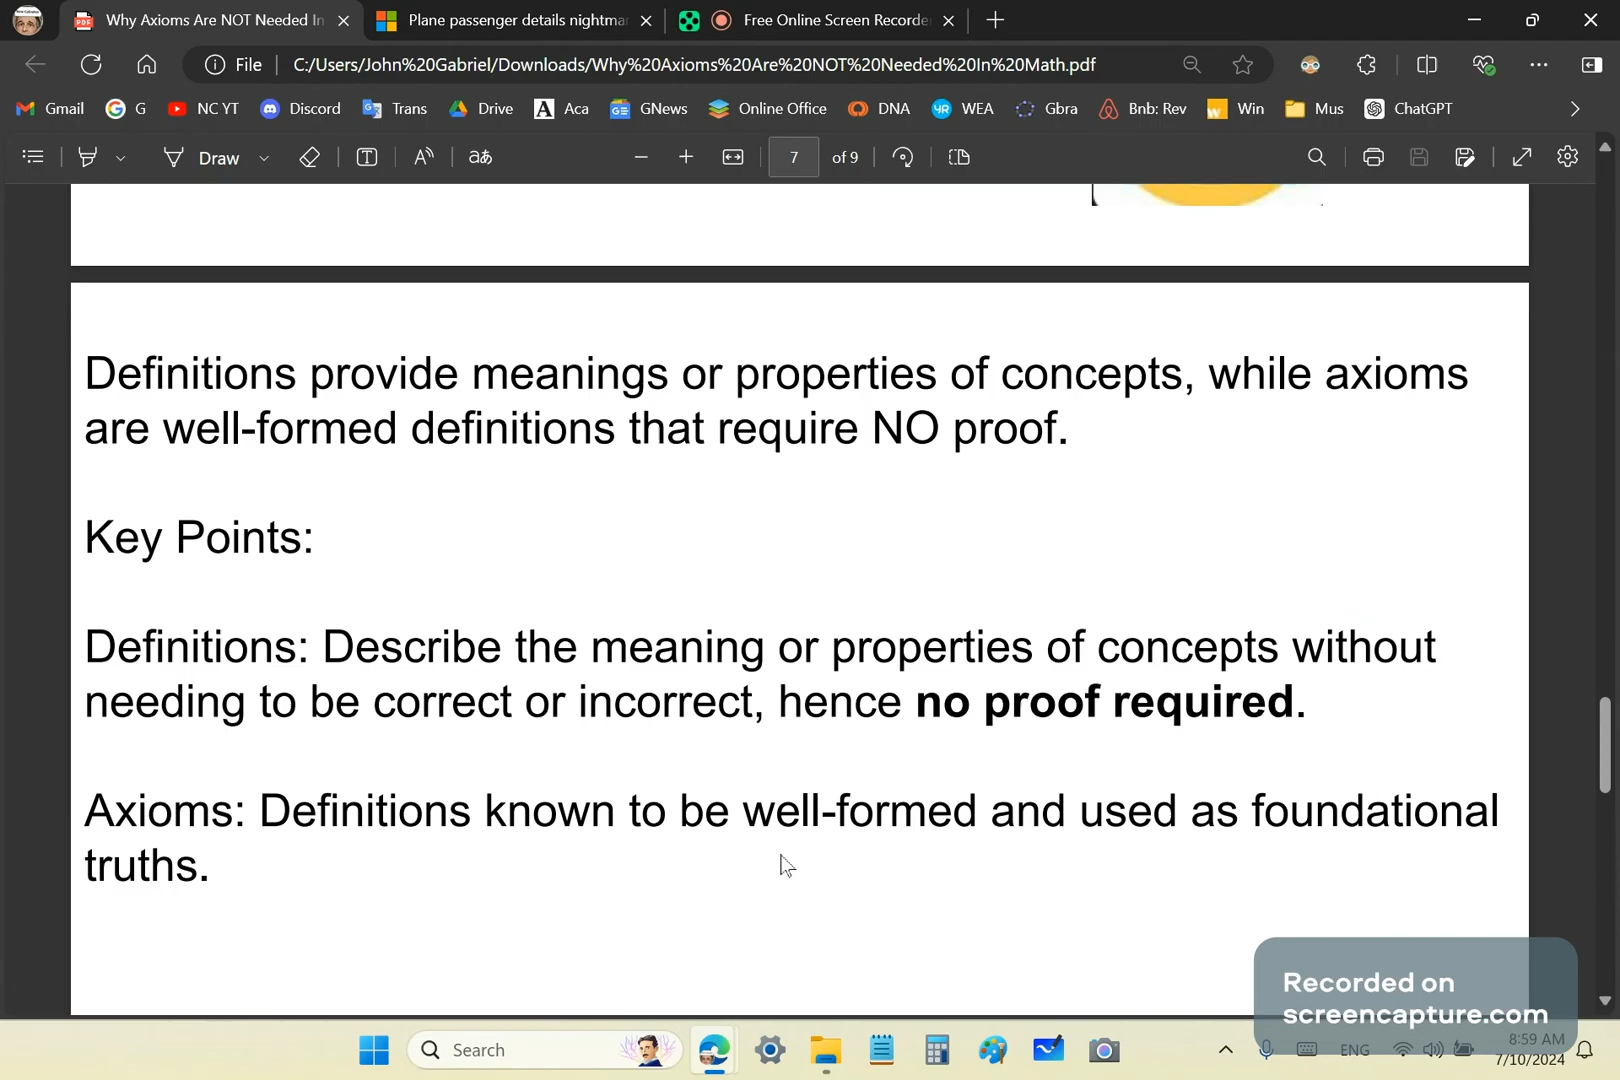 Why Axioms Are NOT Needed In
Plane passenger details nightma
Free Online Screen Recorde
File
C:/Users/John%20Gabriel/Downloads/Why%20Axioms%20Are%20NOT%20Needed%20In%20Math.pdf
Gmail G NC YT Discord Trans Drive Aca GNews Online Office DNA WEA Gbra Bnb: Rev Win Mus ChatGPT
Draw 7 of 9
Definitions provide meanings or properties of concepts, while axioms
are well-formed definitions that require NO proof.
Key Points:
Definitions: Describe the meaning or properties of concepts without
needing to be correct or incorrect, hence no proof required.
Axioms: Definitions known to be well-formed and used as foundational
truths.
Recorded on
screencapture.com
Search
ENG
8:59 AM
7/10/2024